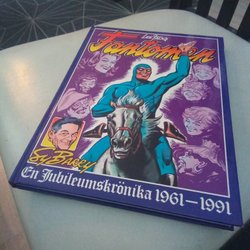 Lee Falk
Fantomen
Sy Barry
En Jubileumskrönika 1961–1991